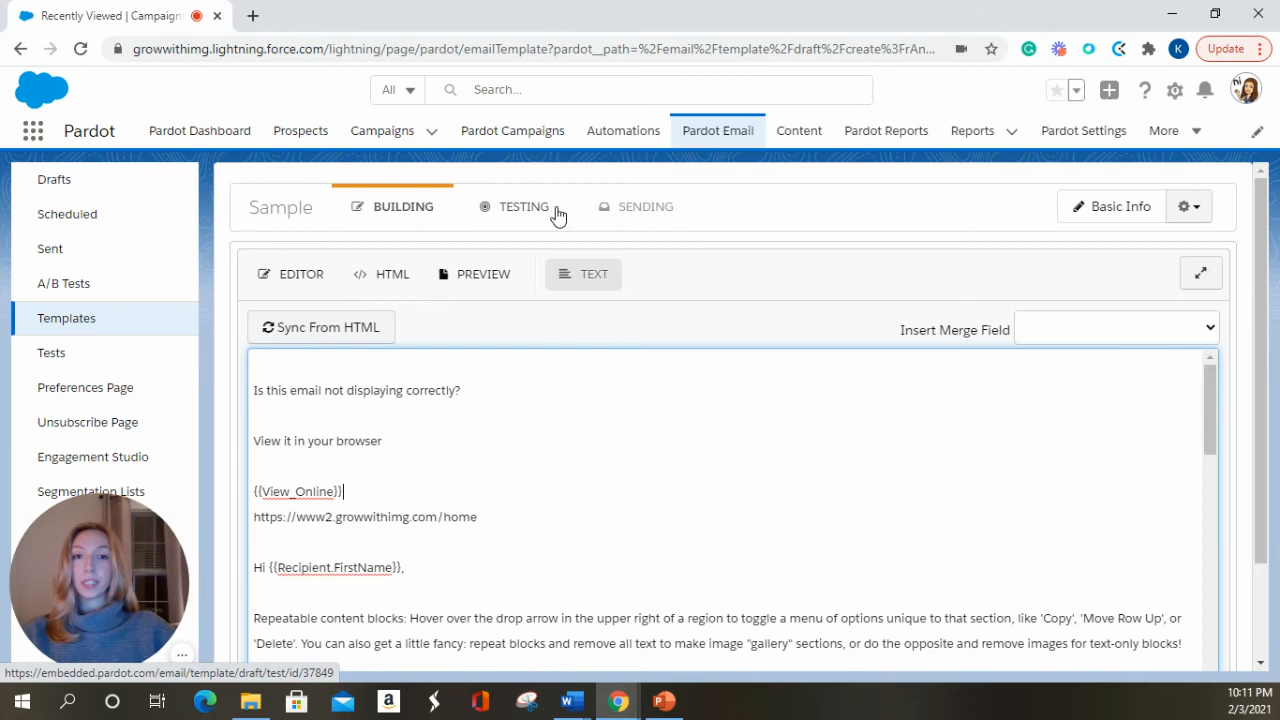 Recently Viewed | Campaigns
growwithimg.lightning.force.com/lightning/page/pardot/emailTemplate?pardot__path=%2Femail%2Ftemplate%2Fdraft%2Fcreate%3FrAn...
K
Update
All
Search...
hi
Pardot
Pardot Dashboard
Prospects
Campaigns
Pardot Campaigns
Automations
Pardot Email
Content
Pardot Reports
Reports
Pardot Settings
More
Drafts
Scheduled
Sent
A/B Tests
Templates
Tests
Preferences Page
Unsubscribe Page
Engagement Studio
Segmentation Lists
Sample
BUILDING
TESTING
SENDING
Basic Info
EDITOR
HTML
PREVIEW
TEXT
Sync From HTML
Insert Merge Field
Is this email not displaying correctly?
View it in your browser
{{View_Online}}
https://www2.growwithimg.com/home
Hi {{Recipient.FirstName}},
Repeatable content blocks: Hover over the drop arrow in the upper right of a region to toggle a menu of options unique to that section, like 'Copy', 'Move Row Up', or
'Delete'. You can also get a little fancy: repeat blocks and remove all text to make image "gallery" sections, or do the opposite and remove images for text-only blocks!
https://embedded.pardot.com/email/template/draft/test/id/37849
10:11 PM
2/3/2021